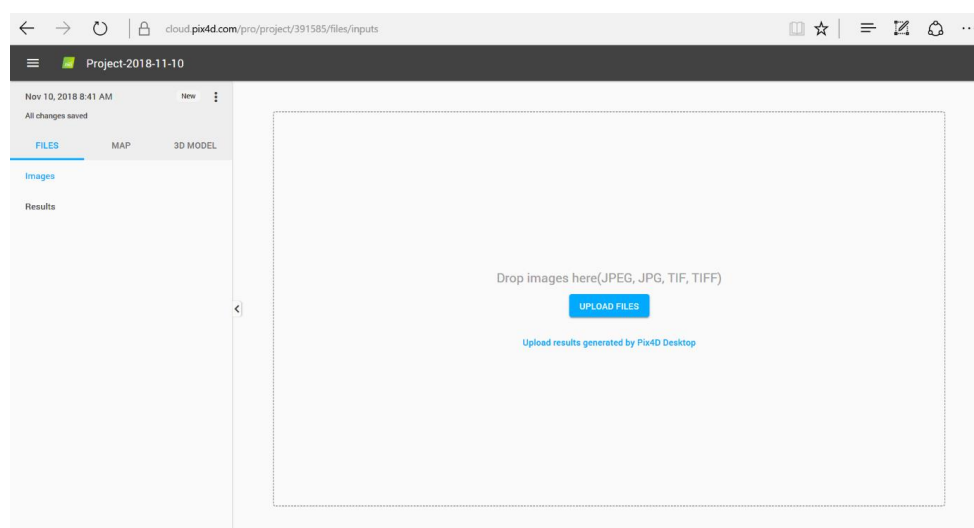 cloud.pix4d.com/pro/project/391585/files/inputs
Project-2018-11-10
Nov 10, 2018 8:41 AM
New
All changes saved
FILES
MAP
3D MODEL
Images
Results
Drop images here(JPEG, JPG, TIF, TIFF)
UPLOAD FILES
Upload results generated by Pix4D Desktop